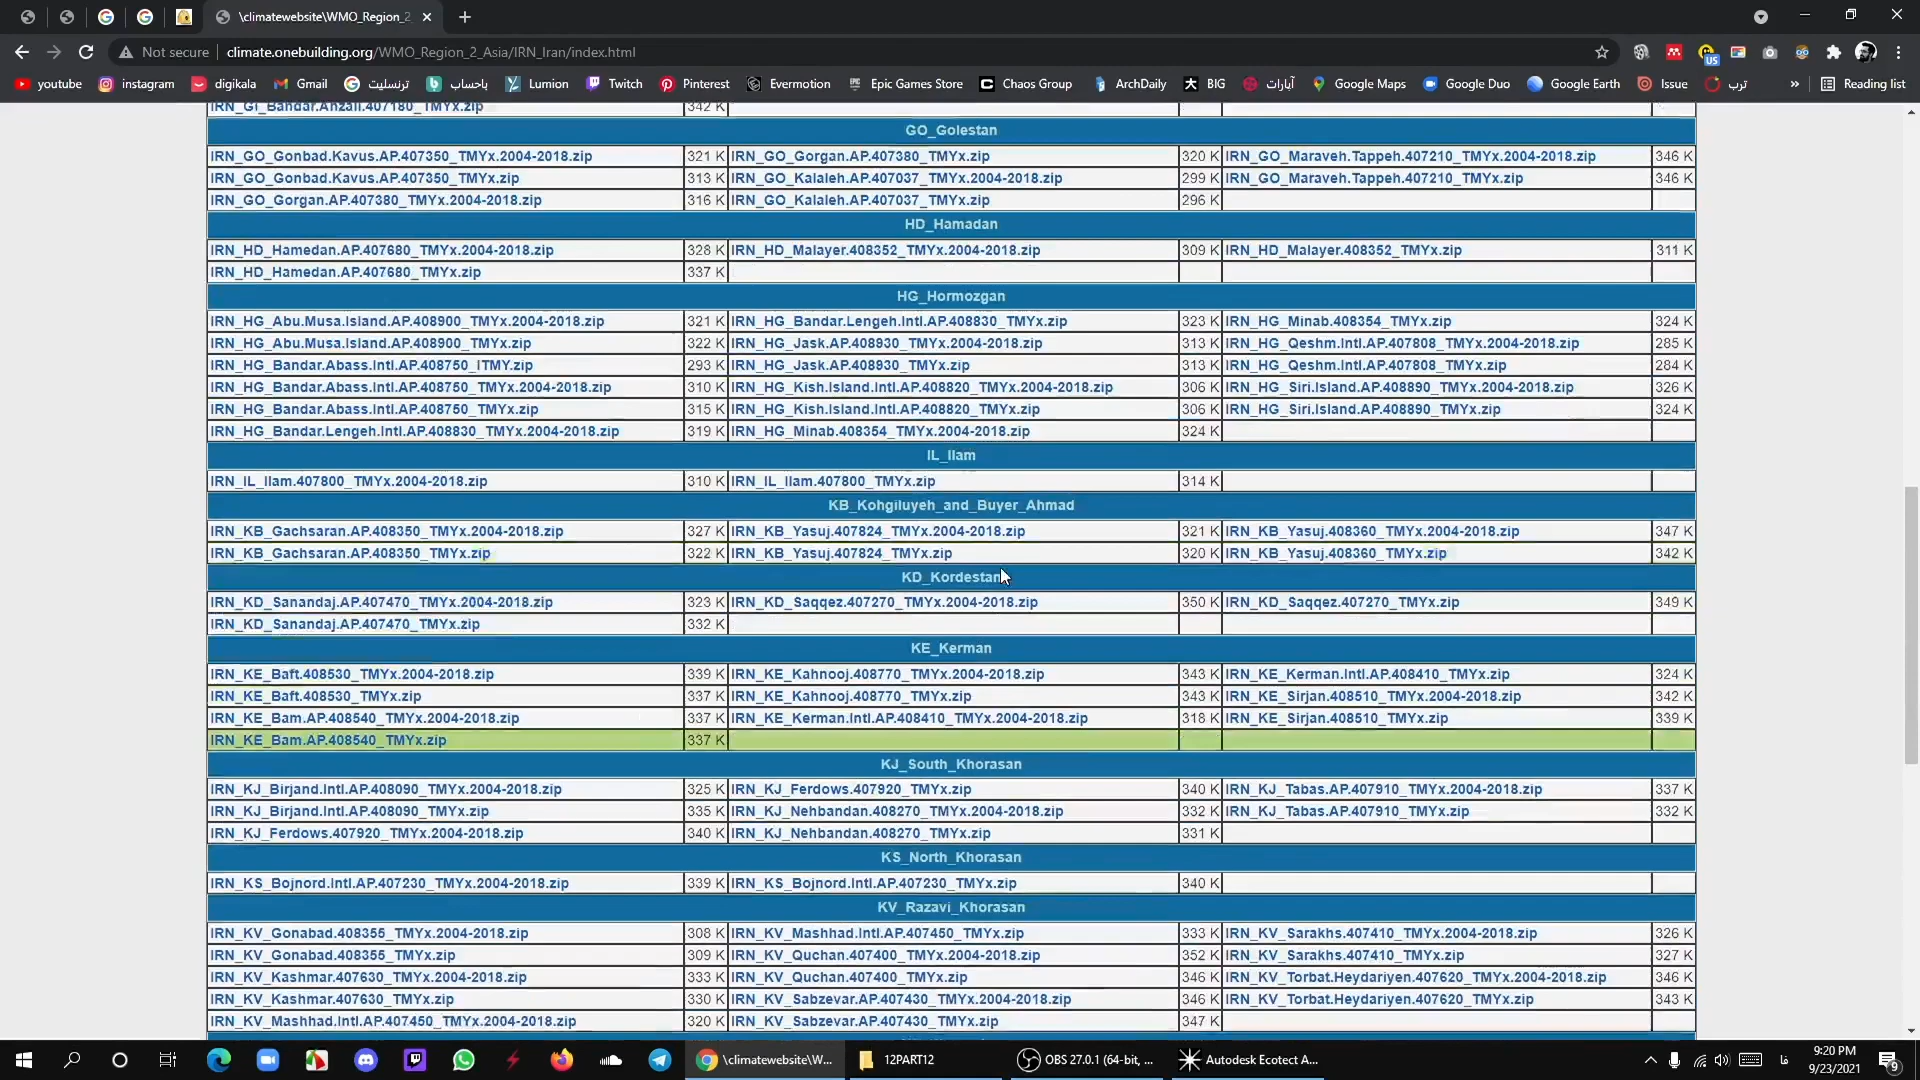 \climatewebsite\WMO_Region_2
Not secure climate.onebuilding.org/WMO_Region_2_Asia/IRN_Iran/index.html
US
youtube instagram digikala Gmail ترنسلیت باحساب Lumion Twitch Pinterest Evermotion Epic Games Store Chaos Group ArchDaily BIG آپارات Google Maps Google Duo Google Earth Issue ترب » Reading list
IRN_GI_Bandar.Anzali.407180_TMYx.zip 342 K
GO_Golestan
IRN_GO_Gonbad.Kavus.AP.407350_TMYx.2004-2018.zip 321 K IRN_GO_Gorgan.AP.407380_TMYx.zip 320 K IRN_GO_Maraveh.Tappeh.407210_TMYx.2004-2018.zip 346 K
IRN_GO_Gonbad.Kavus.AP.407350_TMYx.zip 313 K IRN_GO_Kalaleh.AP.407037_TMYx.2004-2018.zip 299 K IRN_GO_Maraveh.Tappeh.407210_TMYx.zip 346 K
IRN_GO_Gorgan.AP.407380_TMYx.2004-2018.zip 316 K IRN_GO_Kalaleh.AP.407037_TMYx.zip 296 K
HD_Hamadan
IRN_HD_Hamedan.AP.407680_TMYx.2004-2018.zip 328 K IRN_HD_Malayer.408352_TMYx.2004-2018.zip 309 K IRN_HD_Malayer.408352_TMYx.zip 311 K
IRN_HD_Hamedan.AP.407680_TMYx.zip 337 K
HG_Hormozgan
IRN_HG_Abu.Musa.Island.AP.408900_TMYx.2004-2018.zip 321 K IRN_HG_Bandar.Lengeh.Intl.AP.408830_TMYx.zip 323 K IRN_HG_Minab.408354_TMYx.zip 324 K
IRN_HG_Abu.Musa.Island.AP.408900_TMYx.zip 322 K IRN_HG_Jask.AP.408930_TMYx.2004-2018.zip 313 K IRN_HG_Qeshm.Intl.AP.407808_TMYx.2004-2018.zip 285 K
IRN_HG_Bandar.Abass.Intl.AP.408750_ITMY.zip 293 K IRN_HG_Jask.AP.408930_TMYx.zip 313 K IRN_HG_Qeshm.Intl.AP.407808_TMYx.zip 284 K
IRN_HG_Bandar.Abass.Intl.AP.408750_TMYx.2004-2018.zip 310 K IRN_HG_Kish.Island.Intl.AP.408820_TMYx.2004-2018.zip 306 K IRN_HG_Siri.Island.AP.408890_TMYx.2004-2018.zip 326 K
IRN_HG_Bandar.Abass.Intl.AP.408750_TMYx.zip 315 K IRN_HG_Kish.Island.Intl.AP.408820_TMYx.zip 306 K IRN_HG_Siri.Island.AP.408890_TMYx.zip 324 K
IRN_HG_Bandar.Lengeh.Intl.AP.408830_TMYx.2004-2018.zip 319 K IRN_HG_Minab.408354_TMYx.2004-2018.zip 324 K
IL_Ilam
IRN_IL_Ilam.407800_TMYx.2004-2018.zip 310 K IRN_IL_Ilam.407800_TMYx.zip 314 K
KB_Kohgiluyeh_and_Buyer_Ahmad
IRN_KB_Gachsaran.AP.408350_TMYx.2004-2018.zip 327 K IRN_KB_Yasuj.407824_TMYx.2004-2018.zip 321 K IRN_KB_Yasuj.408360_TMYx.2004-2018.zip 347 K
IRN_KB_Gachsaran.AP.408350_TMYx.zip 322 K IRN_KB_Yasuj.407824_TMYx.zip 320 K IRN_KB_Yasuj.408360_TMYx.zip 342 K
KD_Kordestan
IRN_KD_Sanandaj.AP.407470_TMYx.2004-2018.zip 323 K IRN_KD_Saqqez.407270_TMYx.2004-2018.zip 350 K IRN_KD_Saqqez.407270_TMYx.zip 349 K
IRN_KD_Sanandaj.AP.407470_TMYx.zip 332 K
KE_Kerman
IRN_KE_Baft.408530_TMYx.2004-2018.zip 339 K IRN_KE_Kahnooj.408770_TMYx.2004-2018.zip 343 K IRN_KE_Kerman.Intl.AP.408410_TMYx.zip 324 K
IRN_KE_Baft.408530_TMYx.zip 337 K IRN_KE_Kahnooj.408770_TMYx.zip 343 K IRN_KE_Sirjan.408510_TMYx.2004-2018.zip 342 K
IRN_KE_Bam.AP.408540_TMYx.2004-2018.zip 337 K IRN_KE_Kerman.Intl.AP.408410_TMYx.2004-2018.zip 318 K IRN_KE_Sirjan.408510_TMYx.zip 339 K
IRN_KE_Bam.AP.408540_TMYx.zip 337 K
KJ_South_Khorasan
IRN_KJ_Birjand.Intl.AP.408090_TMYx.2004-2018.zip 325 K IRN_KJ_Ferdows.407920_TMYx.zip 340 K IRN_KJ_Tabas.AP.407910_TMYx.2004-2018.zip 337 K
IRN_KJ_Birjand.Intl.AP.408090_TMYx.zip 335 K IRN_KJ_Nehbandan.408270_TMYx.2004-2018.zip 332 K IRN_KJ_Tabas.AP.407910_TMYx.zip 332 K
IRN_KJ_Ferdows.407920_TMYx.2004-2018.zip 340 K IRN_KJ_Nehbandan.408270_TMYx.zip 331 K
KS_North_Khorasan
IRN_KS_Bojnord.Intl.AP.407230_TMYx.2004-2018.zip 339 K IRN_KS_Bojnord.Intl.AP.407230_TMYx.zip 340 K
KV_Razavi_Khorasan
IRN_KV_Gonabad.408355_TMYx.2004-2018.zip 308 K IRN_KV_Mashhad.Intl.AP.407450_TMYx.zip 333 K IRN_KV_Sarakhs.407410_TMYx.2004-2018.zip 326 K
IRN_KV_Gonabad.408355_TMYx.zip 309 K IRN_KV_Quchan.407400_TMYx.2004-2018.zip 352 K IRN_KV_Sarakhs.407410_TMYx.zip 327 K
IRN_KV_Kashmar.407630_TMYx.2004-2018.zip 333 K IRN_KV_Quchan.407400_TMYx.zip 346 K IRN_KV_Torbat.Heydariyen.407620_TMYx.2004-2018.zip 346 K
IRN_KV_Kashmar.407630_TMYx.zip 330 K IRN_KV_Sabzevar.AP.407430_TMYx.2004-2018.zip 346 K IRN_KV_Torbat.Heydariyen.407620_TMYx.zip 343 K
IRN_KV_Mashhad.Intl.AP.407450_TMYx.2004-2018.zip 320 K IRN_KV_Sabzevar.AP.407430_TMYx.zip 347 K
\climatewebsite\W... 12PART12 OBS 27.0.1 (64-bit, ... Autodesk Ecotect A... فا 9:20 PM
9/23/2021 9